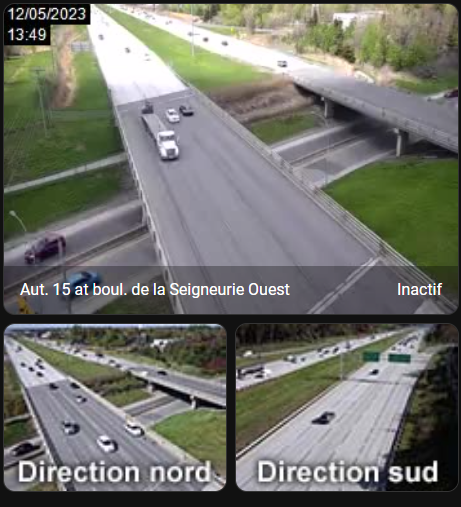 12/05/2023
13:49
Aut. 15 at boul. de la Seigneurie Ouest
Inactif
Direction nord
Direction sud